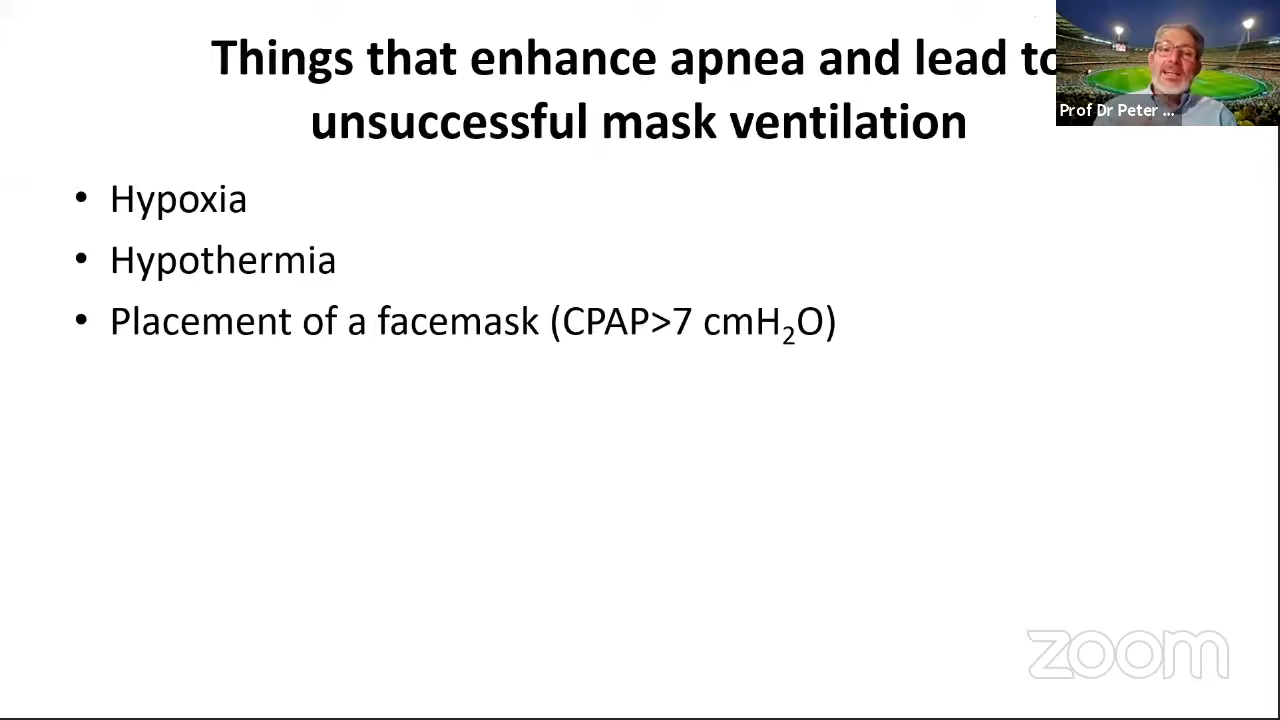 Things that enhance apnea and lead to
unsuccessful mask ventilation
Prof Dr Peter ...
• Hypoxia
• Hypothermia
• Placement of a facemask (CPAP>7 cmH₂O)
zoom